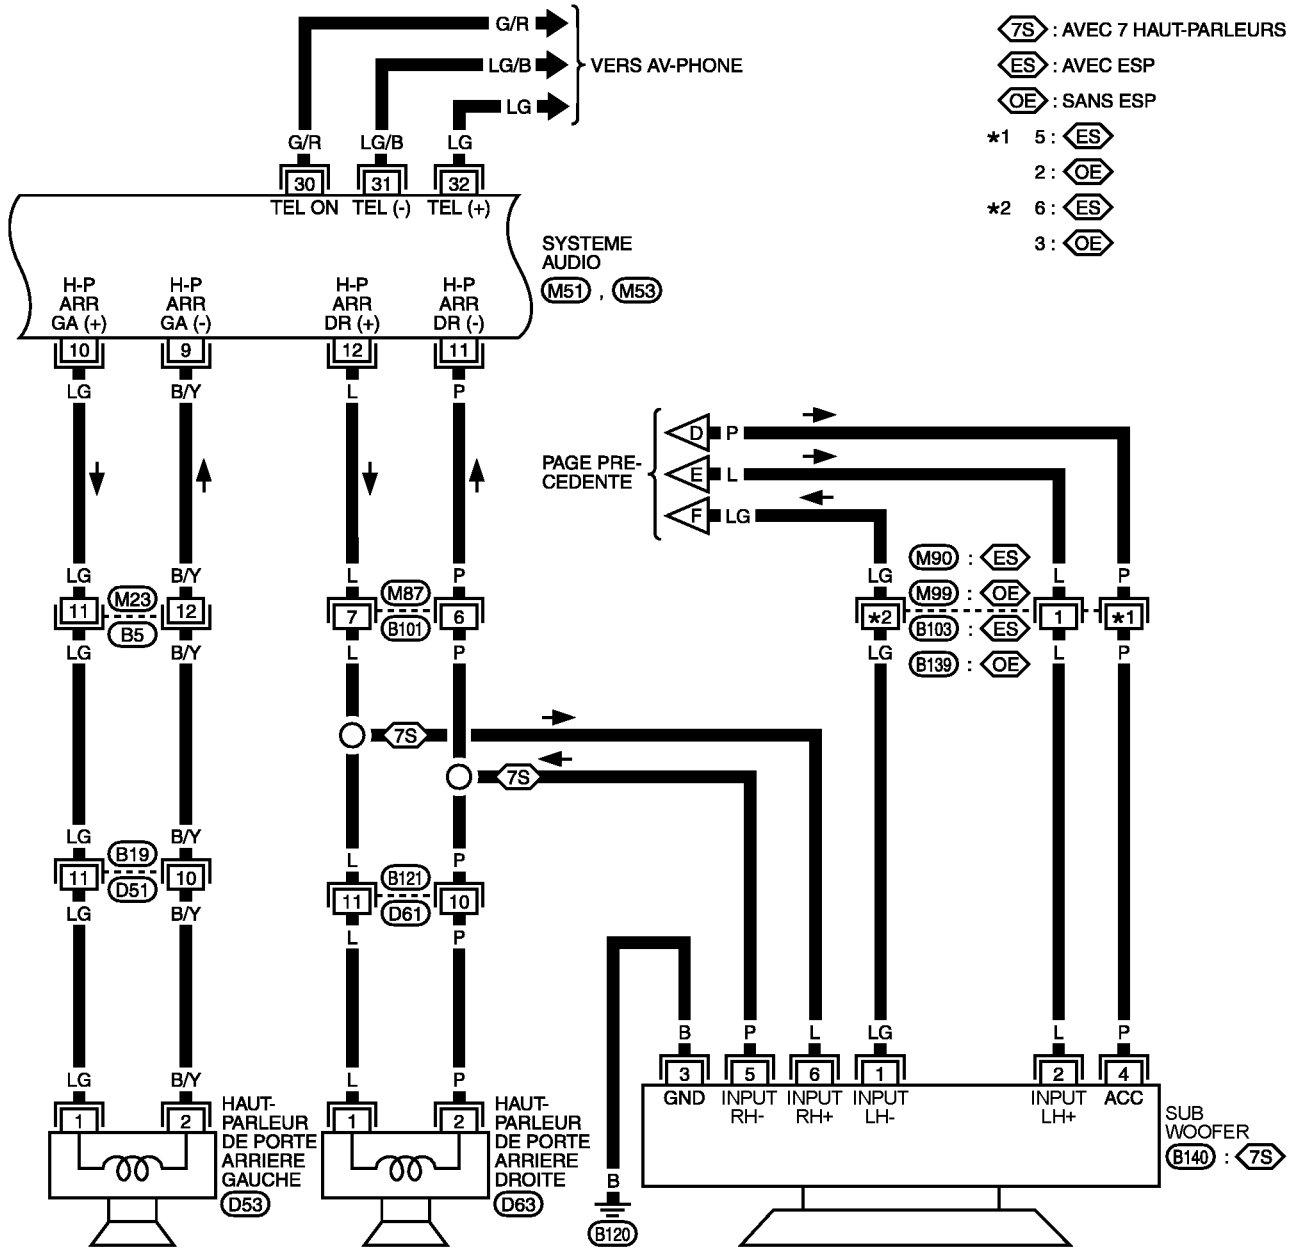 G/R
LG/B
LG
VERS AV-PHONE
7S : AVEC 7 HAUT-PARLEURS
ES : AVEC ESP
OE : SANS ESP
*1 5 : ES
2 : OE
*2 6 : ES
3 : OE
G/R LG/B LG
30 31 32
TEL ON TEL (-) TEL (+)
SYSTEME
AUDIO
M51 , M53
H-P
ARR
GA (+)
H-P
ARR
GA (-)
H-P
ARR
DR (+)
H-P
ARR
DR (-)
10 9 12 11
LG B/Y L P
PAGE PRE-
CEDENTE
D P
E L
F LG
LG B/Y L P
LG L P
M90 : ES
M99 : OE
B103 : ES
B139 : OE
11 M23 12
B5
7 M87 6
B101
*2 1 *1
LG B/Y L P
LG L P
7S
7S
LG B/Y L P
11 B19 10
D51
11 B121 10
D61
LG B/Y L P
B P L LG L P
3 5 6 1 2 4
GND
INPUT
RH-
INPUT
RH+
INPUT
LH-
INPUT
LH+
ACC
SUB
WOOFER
B140 : 7S
LG B/Y L P
1 2
HAUT-
PARLEUR
DE PORTE
ARRIERE
GAUCHE
D53
1 2
HAUT-
PARLEUR
DE PORTE
ARRIERE
DROITE
D63
B
B120